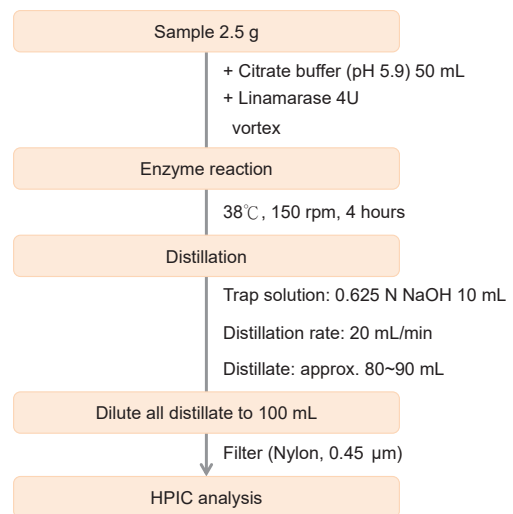 Sample 2.5 g
+ Citrate buffer (pH 5.9) 50 mL
+ Linamarase 4U
vortex
Enzyme reaction
38℃, 150 rpm, 4 hours
Distillation
Trap solution: 0.625 N NaOH 10 mL
Distillation rate: 20 mL/min
Distillate: approx. 80~90 mL
Dilute all distillate to 100 mL
Filter (Nylon, 0.45 μm)
HPIC analysis